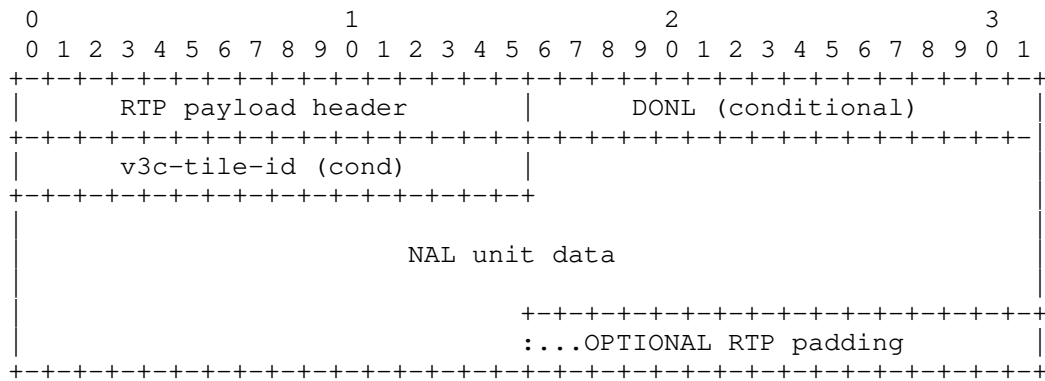 0                   1                   2                   3
 0 1 2 3 4 5 6 7 8 9 0 1 2 3 4 5 6 7 8 9 0 1 2 3 4 5 6 7 8 9 0 1
+-+-+-+-+-+-+-+-+-+-+-+-+-+-+-+-+-+-+-+-+-+-+-+-+-+-+-+-+-+-+-+-+
|      RTP payload header       |      DONL (conditional)       |
+-+-+-+-+-+-+-+-+-+-+-+-+-+-+-+-+-+-+-+-+-+-+-+-+-+-+-+-+-+-+-+-|
|      v3c-tile-id (cond)       |                               |
+-+-+-+-+-+-+-+-+-+-+-+-+-+-+-+-+                               |
|                                                               |
|                        NAL unit data                          |
|                                                               |
|                               +-+-+-+-+-+-+-+-+-+-+-+-+-+-+-+-+
|                               :...OPTIONAL RTP padding        |
+-+-+-+-+-+-+-+-+-+-+-+-+-+-+-+-+-+-+-+-+-+-+-+-+-+-+-+-+-+-+-+-+